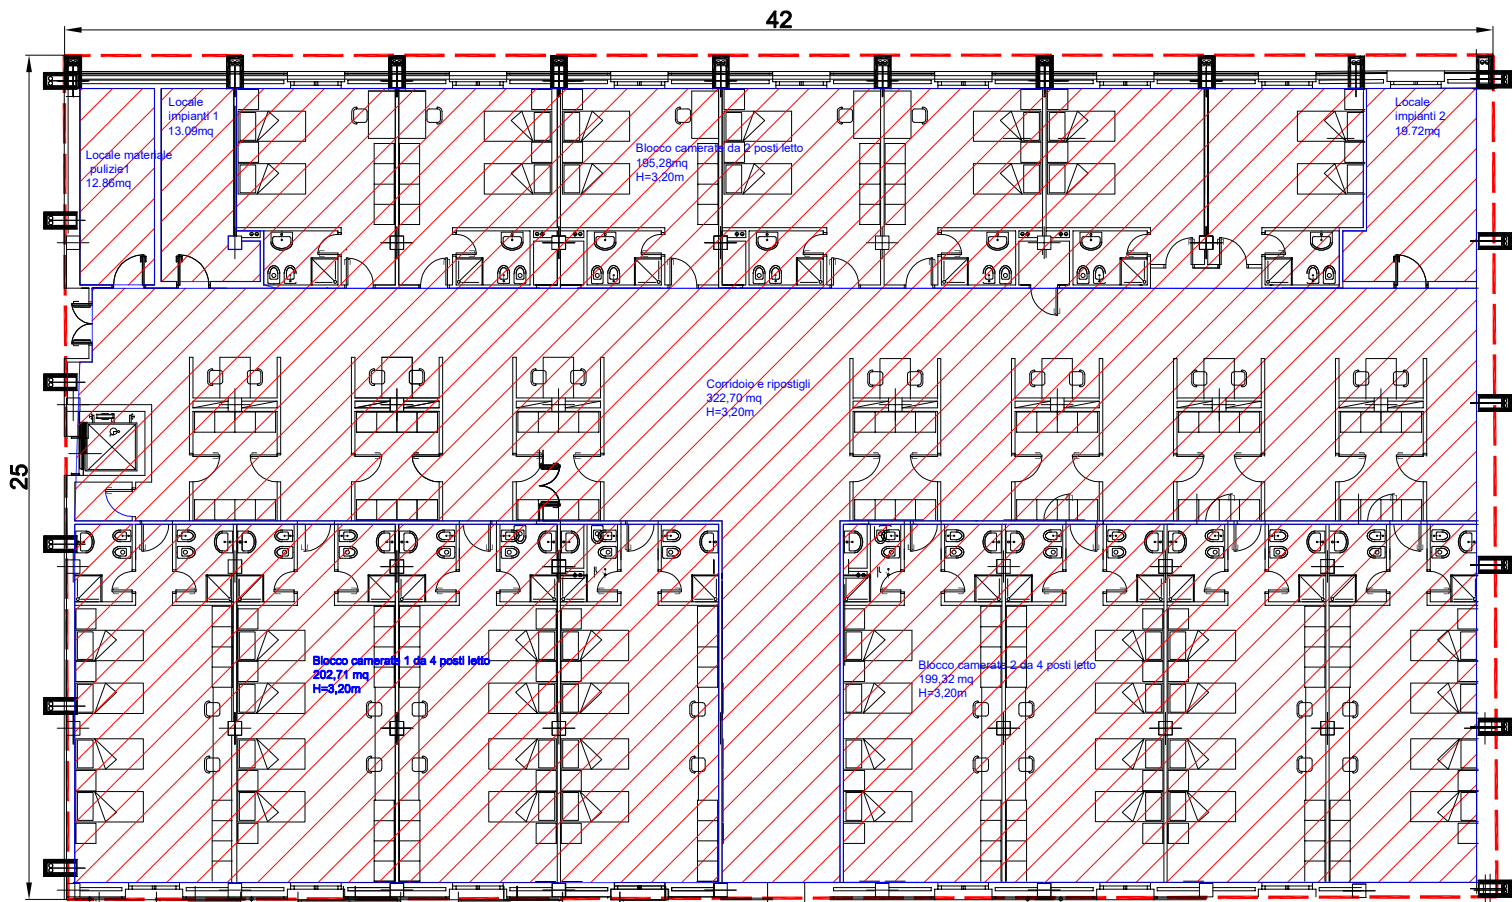 42
Locale
impianti 1
13.09mq
Locale
impianti 2
19.72mq
Locale materiale
pulizie1
12.86mq
Blocco camerate da 2 posti letto
195,28mq
H=3,20m
Corridoio e ripostigli
322,70 mq
H=3,20m
25
Blocco camerate 1 da 4 posti letto
202,71 mq
H=3,20m
Blocco camerate 2 da 4 posti letto
199,32 mq
H=3,20m